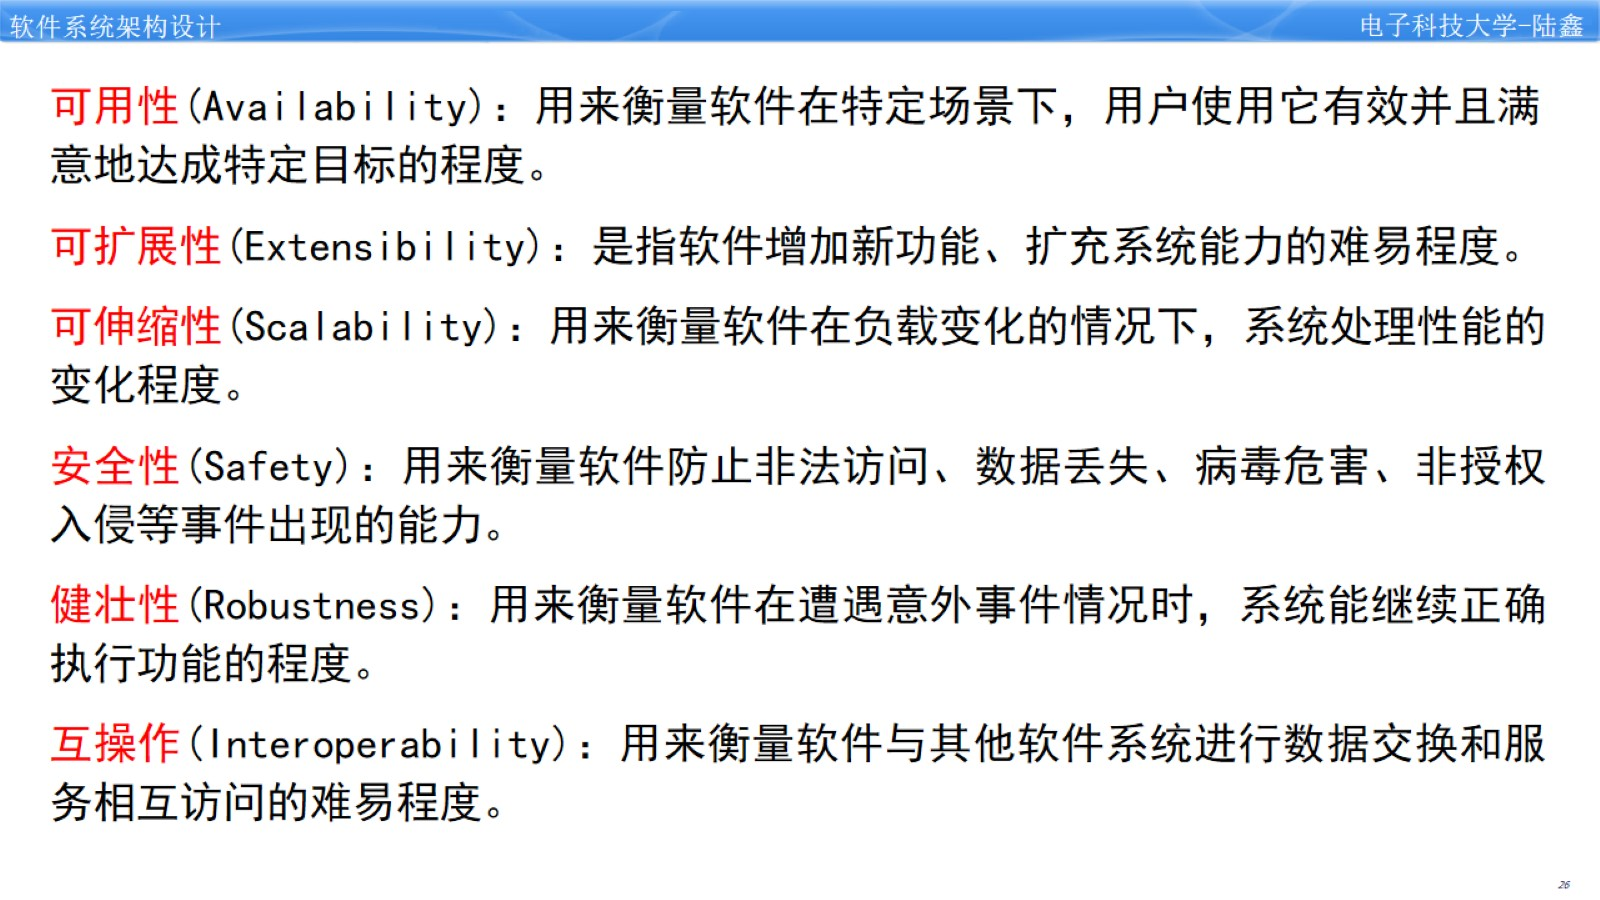 软件系统架构设计
电子科技大学-陆鑫
可用性(Availability)：用来衡量软件在特定场景下，用户使用它有效并且满
意地达成特定目标的程度。
可扩展性(Extensibility)：是指软件增加新功能、扩充系统能力的难易程度。
可伸缩性(Scalability)：用来衡量软件在负载变化的情况下，系统处理性能的
变化程度。
安全性(Safety)：用来衡量软件防止非法访问、数据丢失、病毒危害、非授权
入侵等事件出现的能力。
健壮性(Robustness)：用来衡量软件在遭遇意外事件情况时，系统能继续正确
执行功能的程度。
互操作(Interoperability)：用来衡量软件与其他软件系统进行数据交换和服
务相互访问的难易程度。
26